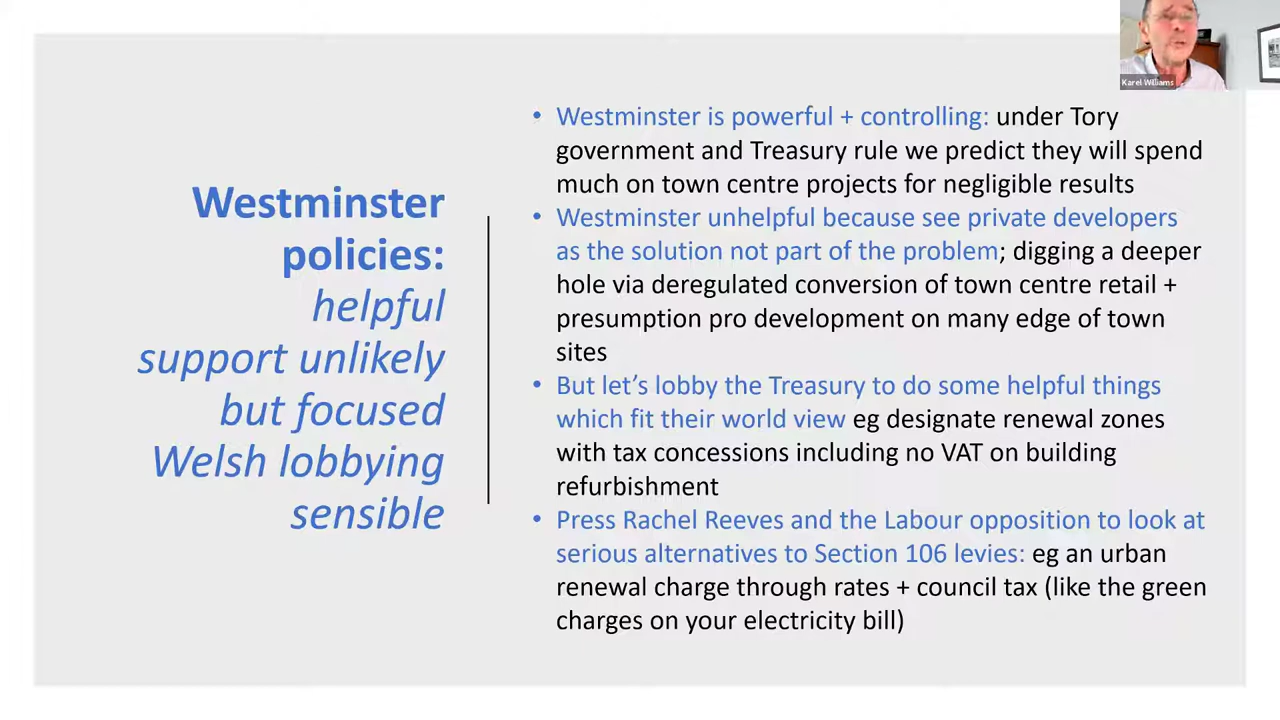 Karel Williams
Westminster
policies:
helpful
support unlikely
but focused
Welsh lobbying
sensible
• Westminster is powerful + controlling: under Tory
government and Treasury rule we predict they will spend
much on town centre projects for negligible results
• Westminster unhelpful because see private developers
as the solution not part of the problem; digging a deeper
hole via deregulated conversion of town centre retail +
presumption pro development on many edge of town
sites
• But let’s lobby the Treasury to do some helpful things
which fit their world view eg designate renewal zones
with tax concessions including no VAT on building
refurbishment
• Press Rachel Reeves and the Labour opposition to look at
serious alternatives to Section 106 levies: eg an urban
renewal charge through rates + council tax (like the green
charges on your electricity bill)